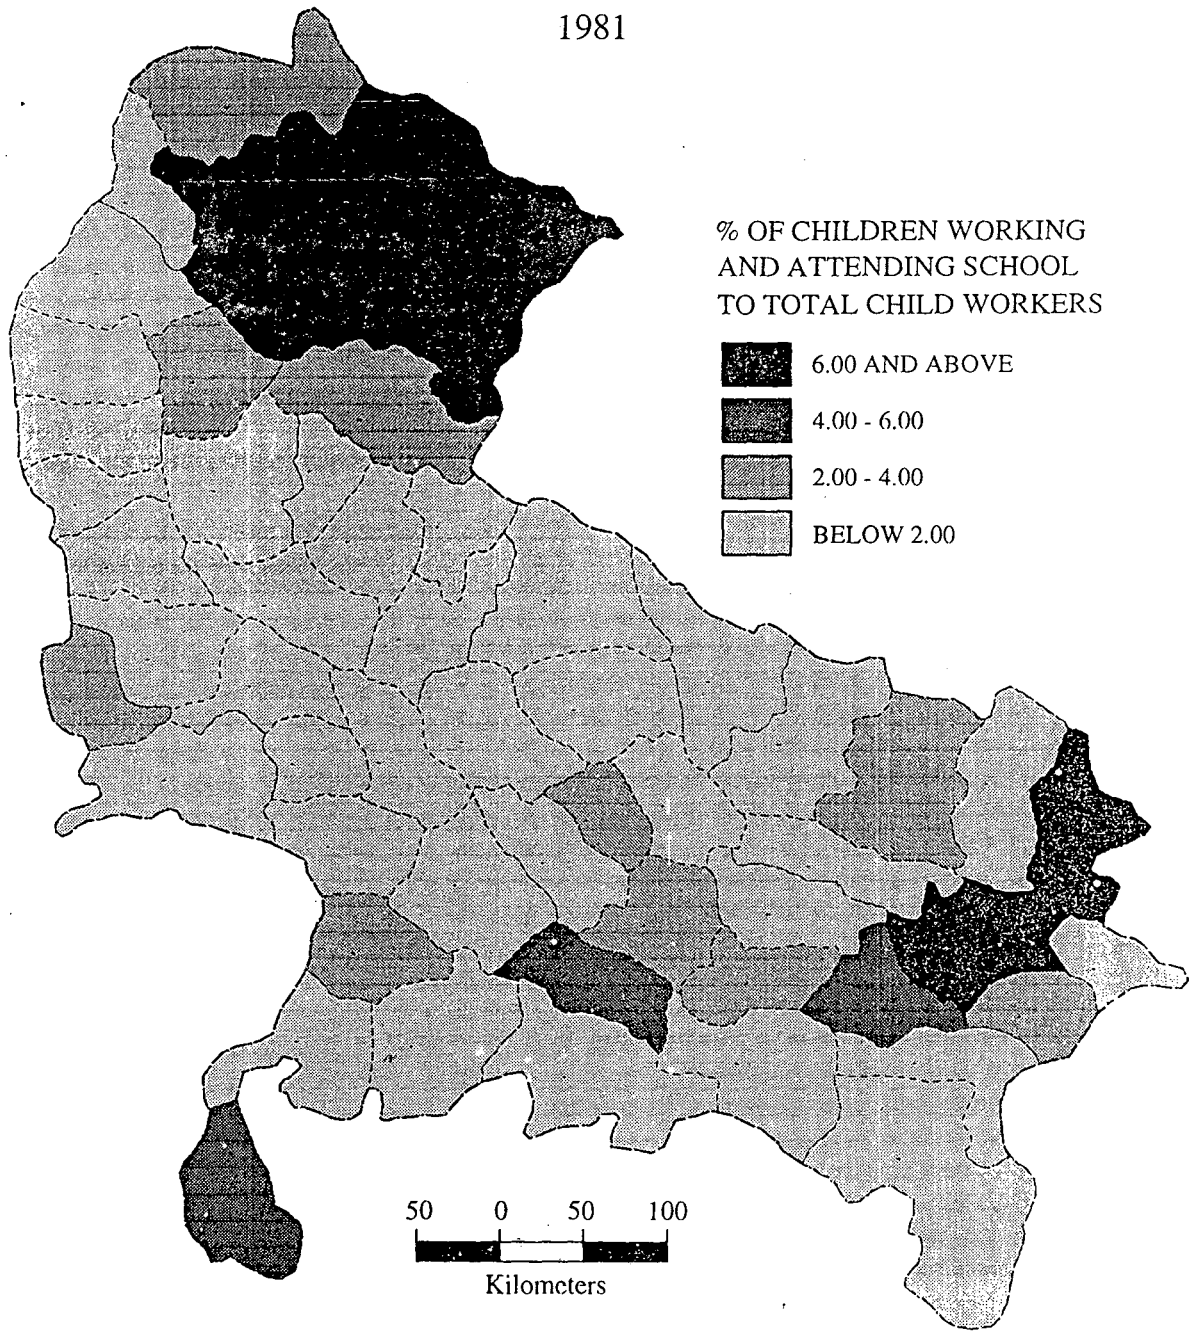 1981
% OF CHILDREN WORKING
AND ATTENDING SCHOOL
TO TOTAL CHILD WORKERS
6.00 AND ABOVE
4.00 - 6.00
2.00 - 4.00
BELOW 2.00
50 0 50 100
Kilometers